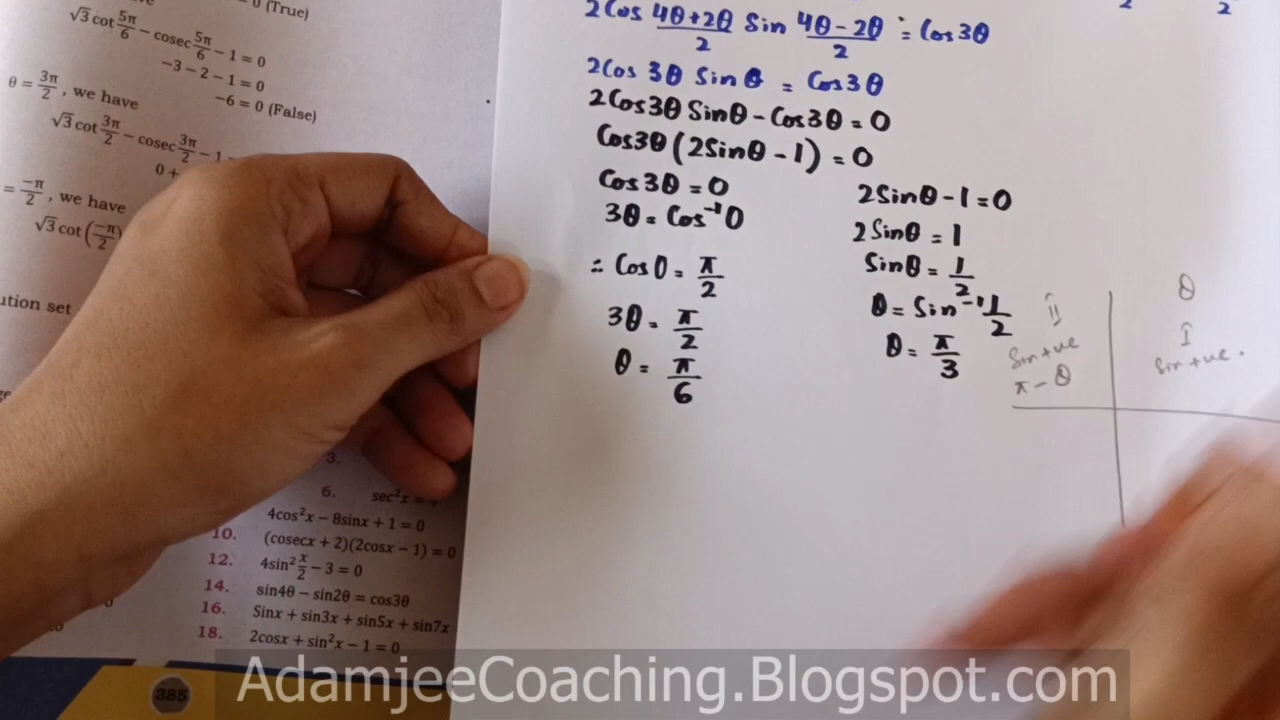 = 0 (True)
√3 cot 5π/6 − cosec 5π/6 − 1 = 0
−3 − 2 − 1 = 0
−6 = 0 (False)
θ = 3π/2, we have
√3 cot 3π/2 − cosec 3π/2 − 1
0 +
= −π/2, we have
√3 cot (−π/2)
ution set
3.
6. sec²x =
4cos²x − 8sinx + 1 = 0
10. (cosecx + 2)(2cosx − 1) = 0
12. 4sin² x/2 − 3 = 0
14. sin4θ − sin2θ = cos3θ
16. Sinx + sin3x + sin5x + sin7x
18. 2cosx + sin²x − 1 = 0
385
2 2
2Cos 4θ+2θ/2 Sin 4θ−2θ/2 = Cos3θ
2Cos 3θ Sinθ = Cos3θ
2Cos3θ Sinθ − Cos3θ = 0
Cos3θ (2Sinθ − 1) = 0
Cos3θ = 0
3θ = Cos⁻¹0
∴ Cos0 = π/2
3θ = π/2
θ = π/6
2Sinθ − 1 = 0
2Sinθ = 1
Sinθ = 1/2
θ = Sin⁻¹ 1/2
θ = π/3
II
Sin +ve
π − θ
θ
I
Sin +ve.
AdamjeeCoaching.Blogspot.com